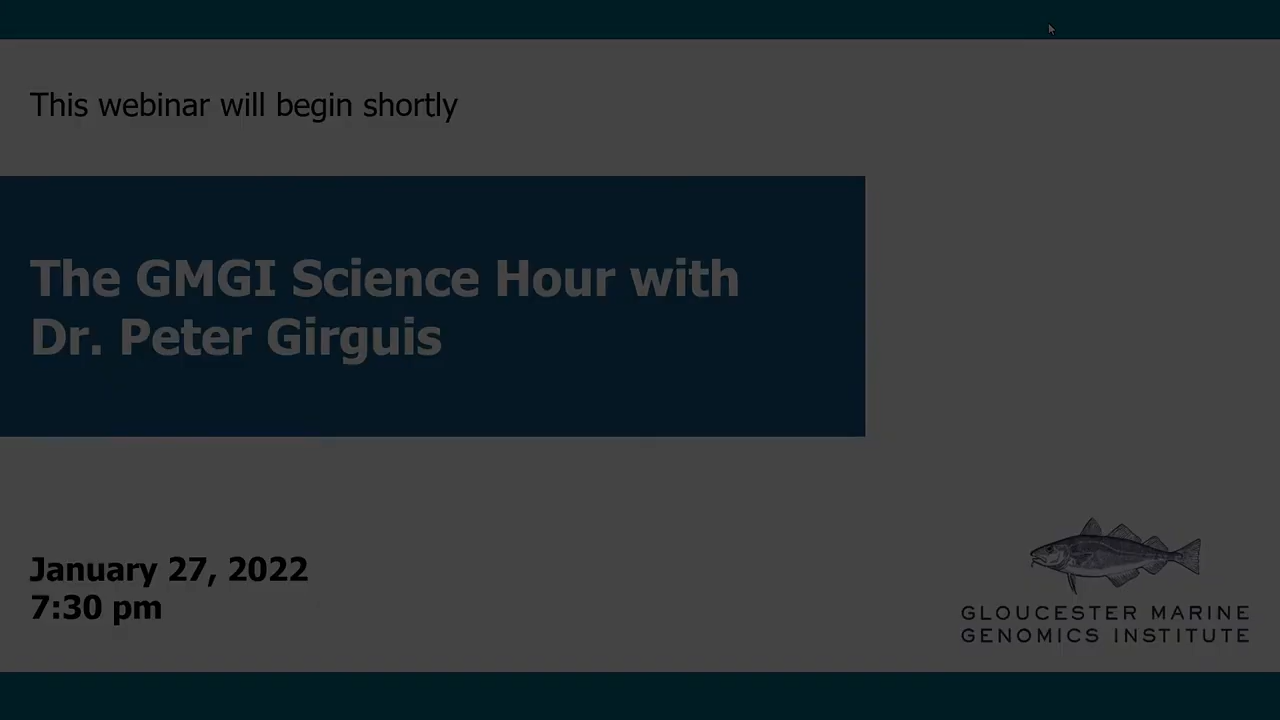 This webinar will begin shortly
The GMGI Science Hour with
Dr. Peter Girguis
January 27, 2022
7:30 pm
GLOUCESTER MARINE
GENOMICS INSTITUTE